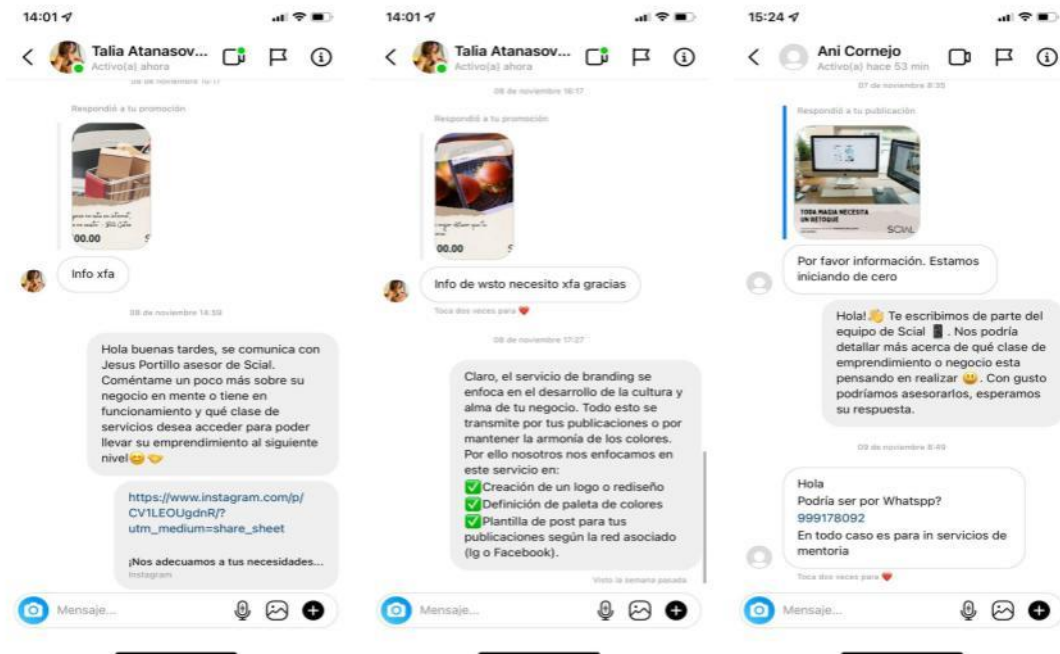 14:01
Talia Atanasov...
Activo(a) ahora
08 de noviembre 16:17
Respondió a tu promoción
00.00
Info xfa
08 de noviembre 14:59
Hola buenas tardes, se comunica con
Jesus Portillo asesor de Scial.
Coméntame un poco más sobre su
negocio en mente o tiene en
funcionamiento y qué clase de
servicios desea acceder para poder
llevar su emprendimiento al siguiente
nivel😊🤝
https://www.instagram.com/p/
CV1LEOUgdnR/?
utm_medium=share_sheet
¡Nos adecuamos a tus necesidades...
Instagram
Mensaje...
14:01
Talia Atanasov...
Activo(a) ahora
08 de noviembre 16:17
Respondió a tu promoción
00.00
Info de wsto necesito xfa gracias
Toca dos veces para ❤️
08 de noviembre 17:27
Claro, el servicio de branding se
enfoca en el desarrollo de la cultura y
alma de tu negocio. Todo esto se
transmite por tus publicaciones o por
mantener la armonía de los colores.
Por ello nosotros nos enfocamos en
este servicio en:
✅Creación de un logo o rediseño
✅Definición de paleta de colores
✅Plantilla de post para tus
publicaciones según la red asociado
(Ig o Facebook).
Visto la semana pasada
Mensaje...
15:24
Ani Cornejo
Activo(a) hace 53 min
07 de noviembre 8:35
Respondió a tu publicación
TODA MAGIA NECESITA
UN RETOQUE
SCIAL
Por favor información. Estamos
iniciando de cero
Hola!👋 Te escribimos de parte del
equipo de Scial 📱. Nos podría
detallar más acerca de qué clase de
emprendimiento o negocio esta
pensando en realizar 😃. Con gusto
podríamos asesorarlos, esperamos
su respuesta.
09 de noviembre 8:49
Hola
Podría ser por Whatspp?
999178092
En todo caso es para in servicios de
mentoria
Toca dos veces para ❤️
Mensaje...